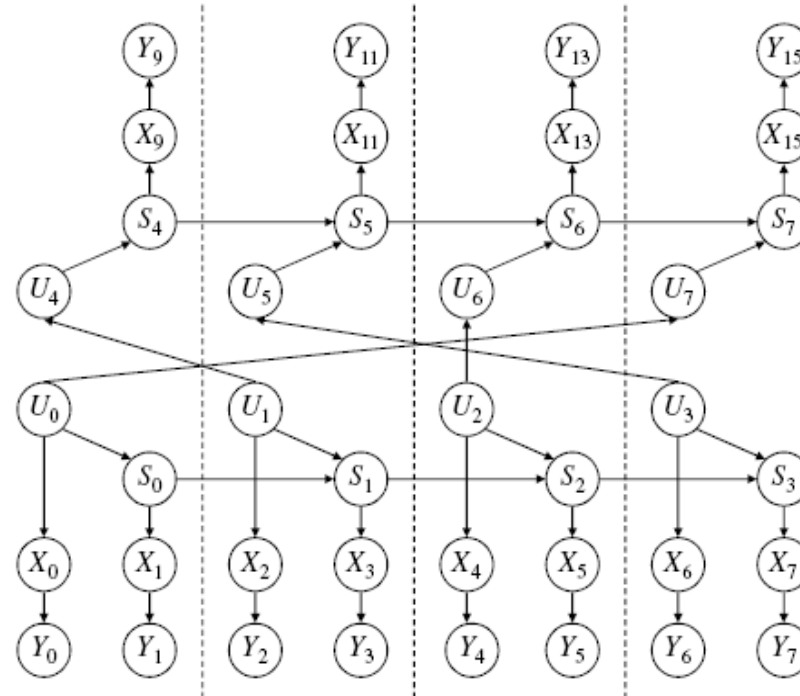 Y₉ Y₁₁ Y₁₃ Y₁₅
X₉ X₁₁ X₁₃ X₁₅
S₄ S₅ S₆ S₇
U₄ U₅ U₆ U₇
U₀ U₁ U₂ U₃
S₀ S₁ S₂ S₃
X₀ X₁ X₂ X₃ X₄ X₅ X₆ X₇
Y₀ Y₁ Y₂ Y₃ Y₄ Y₅ Y₆ Y₇